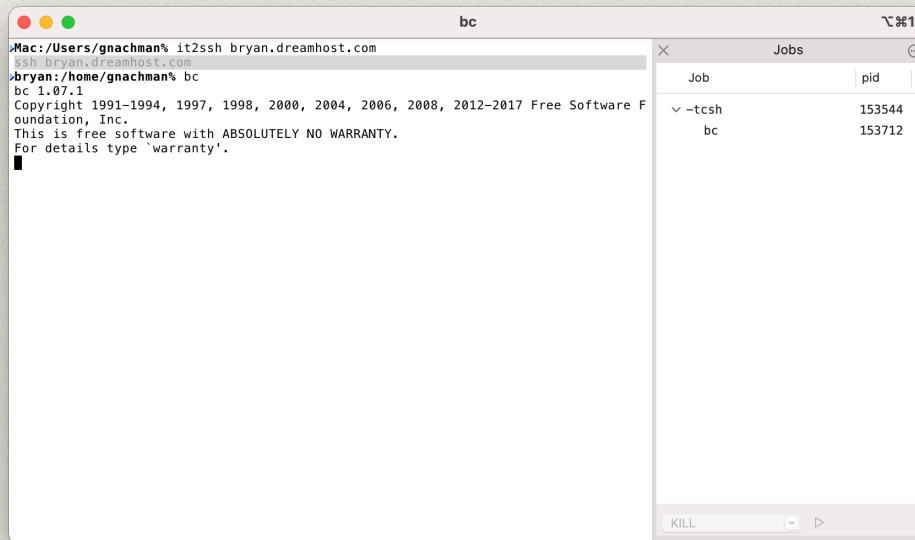 bc
⌥⌘1
Mac:/Users/gnachman% it2ssh bryan.dreamhost.com
ssh bryan.dreamhost.com
bryan:/home/gnachman% bc
bc 1.07.1
Copyright 1991-1994, 1997, 1998, 2000, 2004, 2006, 2008, 2012-2017 Free Software F
oundation, Inc.
This is free software with ABSOLUTELY NO WARRANTY.
For details type `warranty'.
Jobs
Job pid
-tcsh 153544
bc 153712
KILL